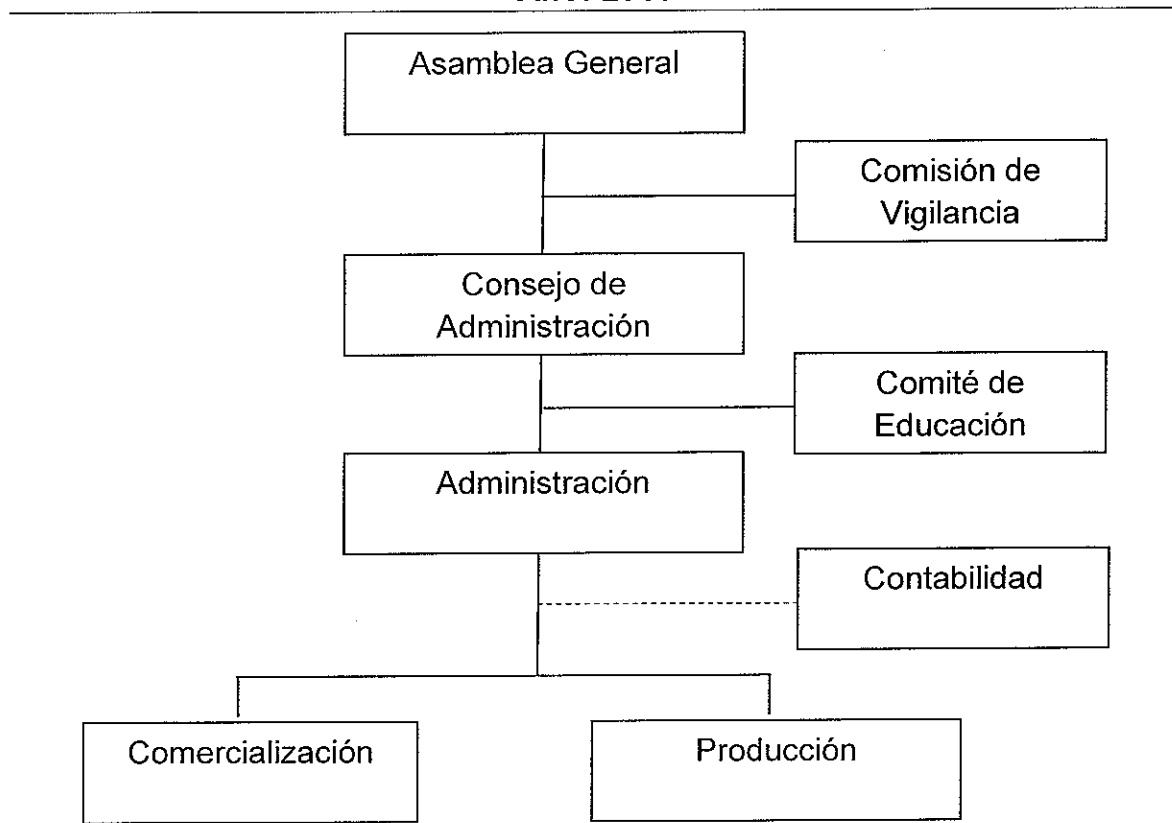 Asamblea General
Comisión de
Vigilancia
Consejo de
Administración
Comité de
Educación
Administración
Contabilidad
Comercialización
Producción